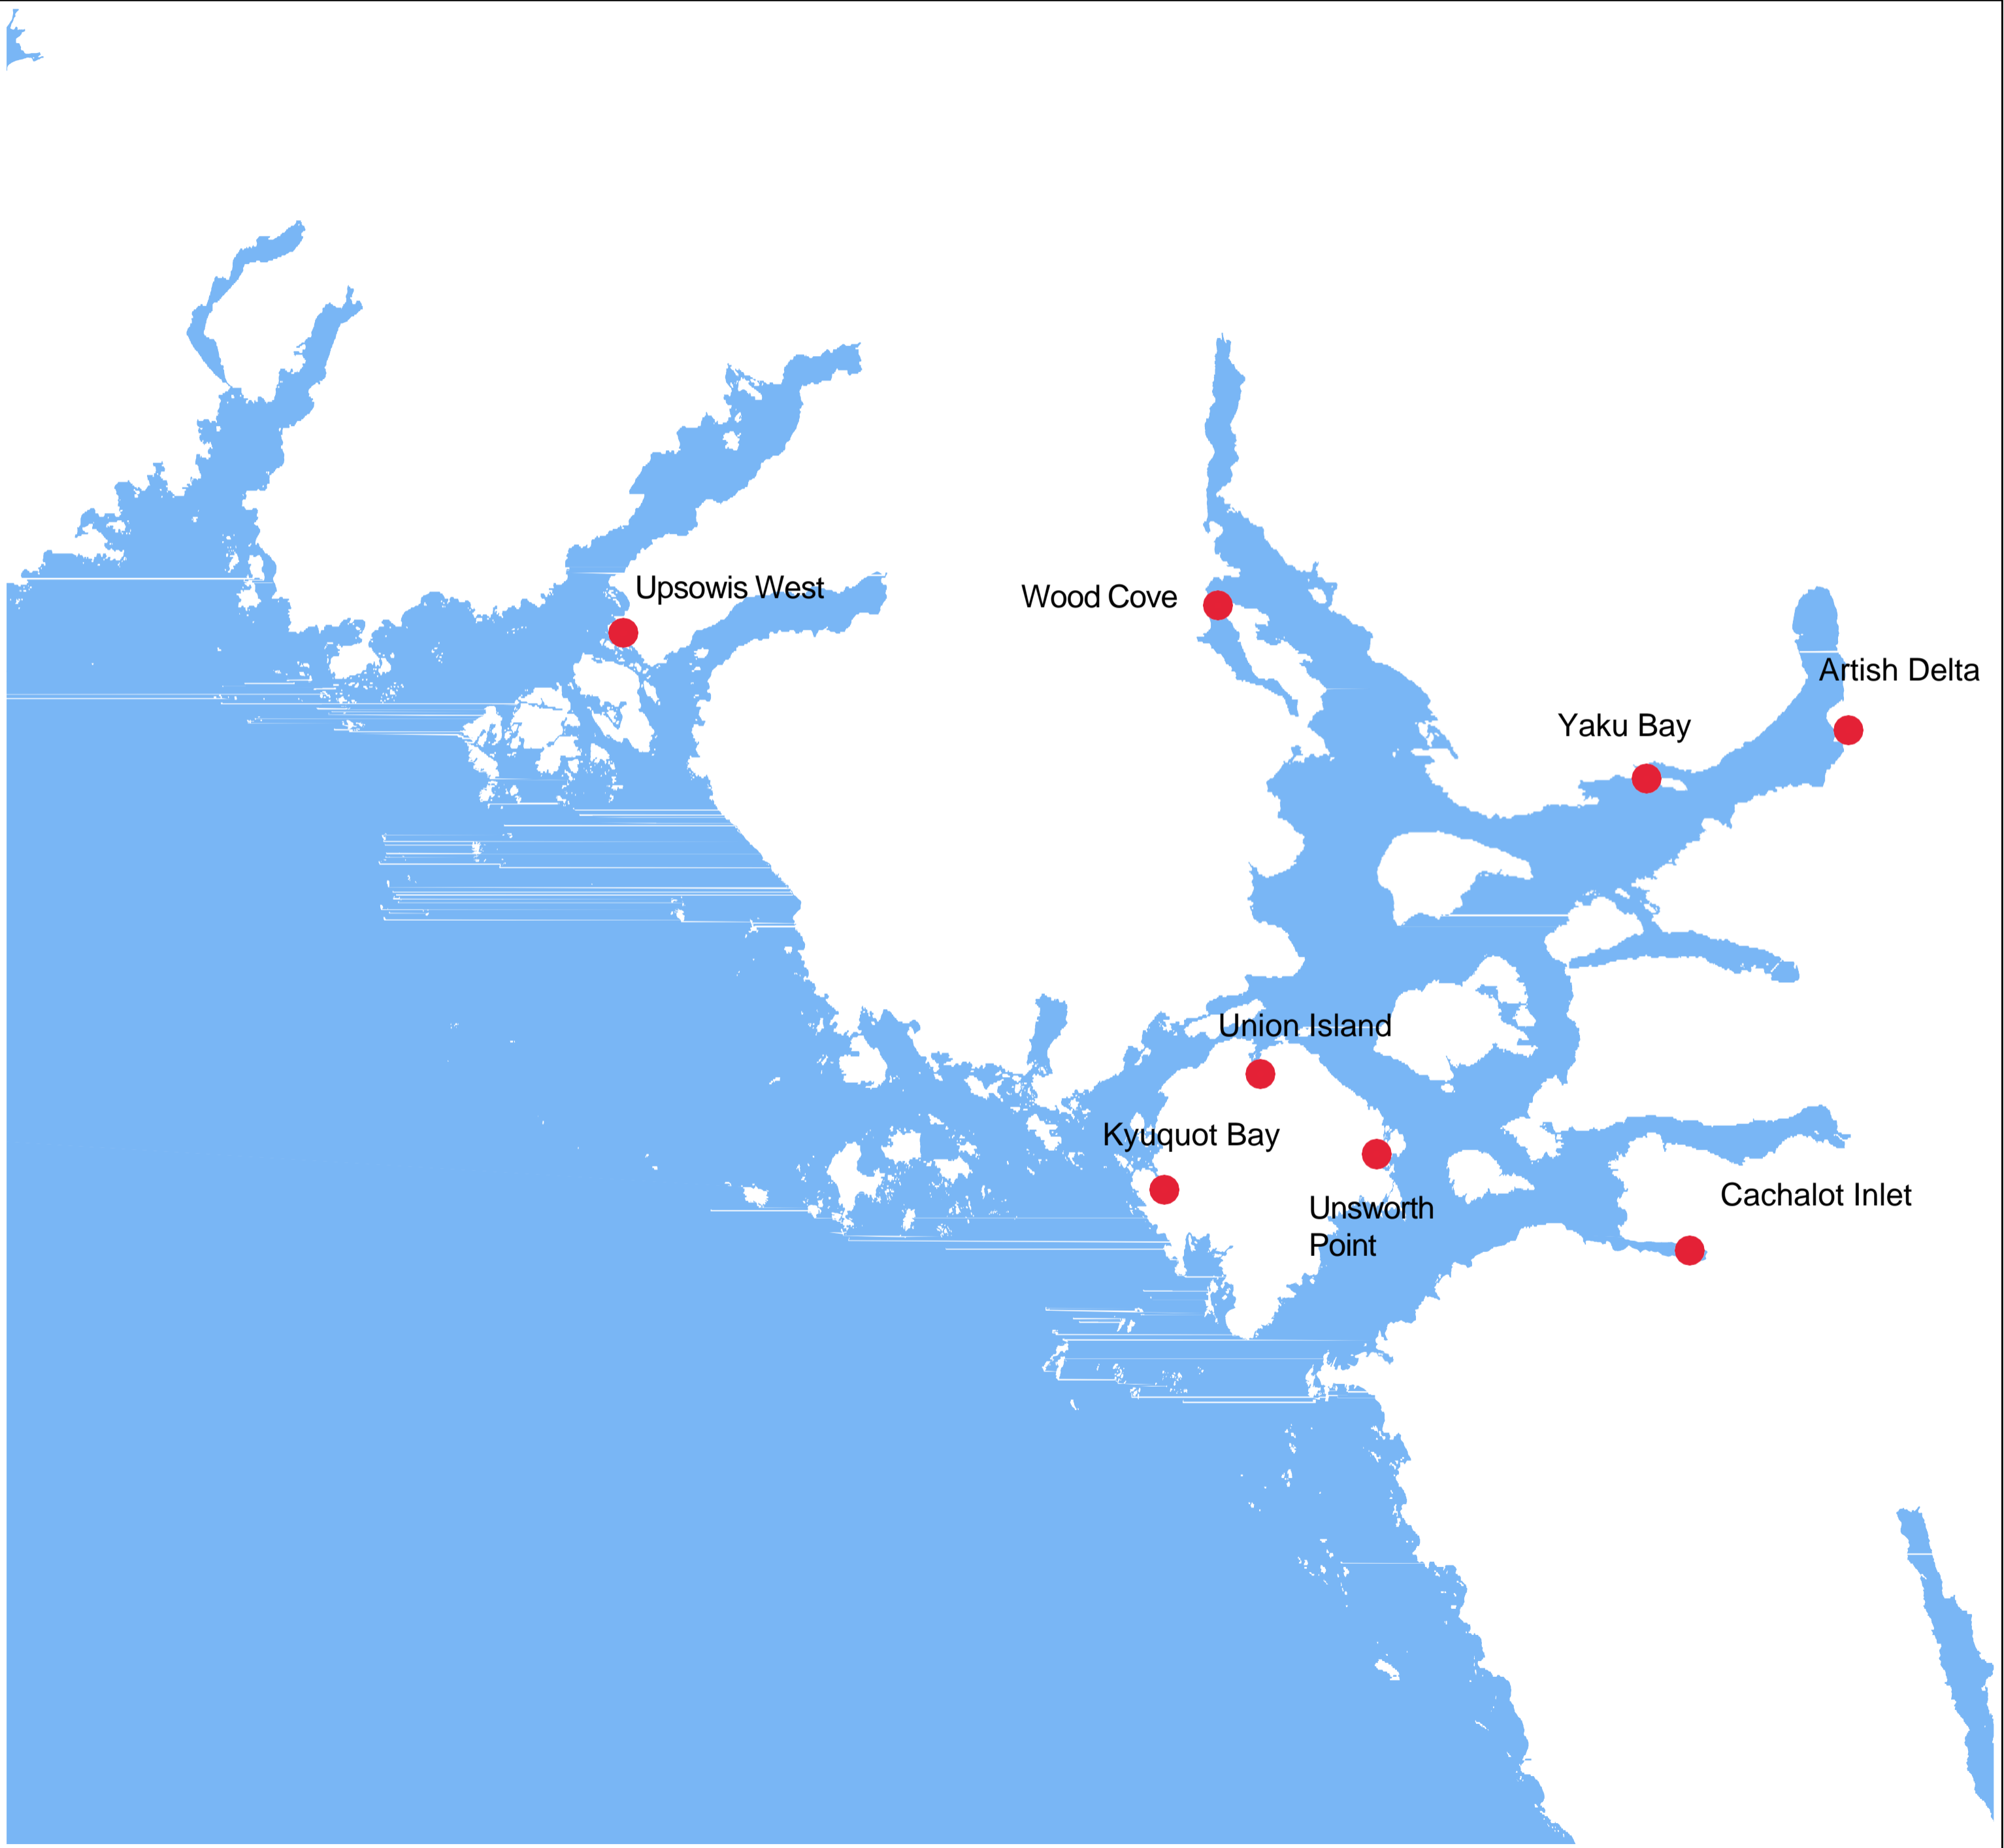 Upsowis West
Wood Cove
Artish Delta
Yaku Bay
Union Island
Kyuquot Bay
Cachalot Inlet
Unsworth
Point